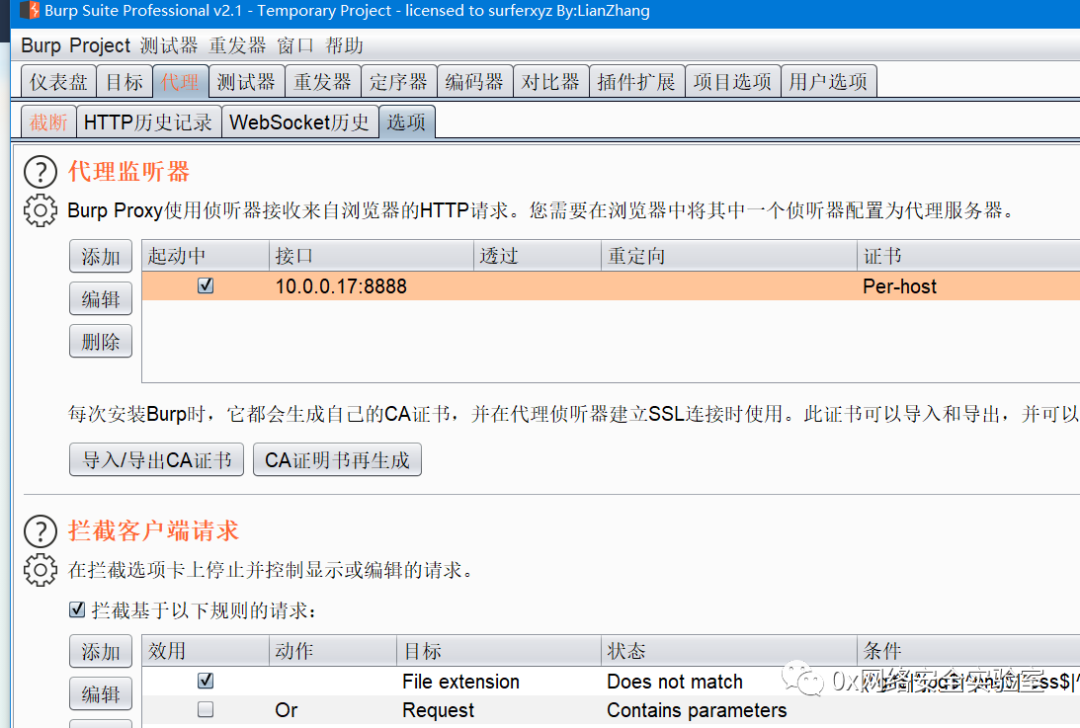 Burp Suite Professional v2.1 - Temporary Project - licensed to surferxyz By:LianZhang
Burp Project 测试器 重发器 窗口 帮助
仪表盘 目标 代理 测试器 重发器 定序器 编码器 对比器 插件扩展 项目选项 用户选项
截断 HTTP历史记录 WebSocket历史 选项
? 代理监听器
Burp Proxy使用侦听器接收来自浏览器的HTTP请求。您需要在浏览器中将其中一个侦听器配置为代理服务器。
添加 起动中 接口 透过 重定向 证书
10.0.0.17:8888 Per-host
编辑
删除
每次安装Burp时，它都会生成自己的CA证书，并在代理侦听器建立SSL连接时使用。此证书可以导入和导出，并可以
导入/导出CA证书 CA证明书再生成
? 拦截客户端请求
在拦截选项卡上停止并控制显示或编辑的请求。
拦截基于以下规则的请求:
添加 效用 动作 目标 状态 条件
File extension Does not match
编辑
0x网络安全实验室
Or Request Contains parameters